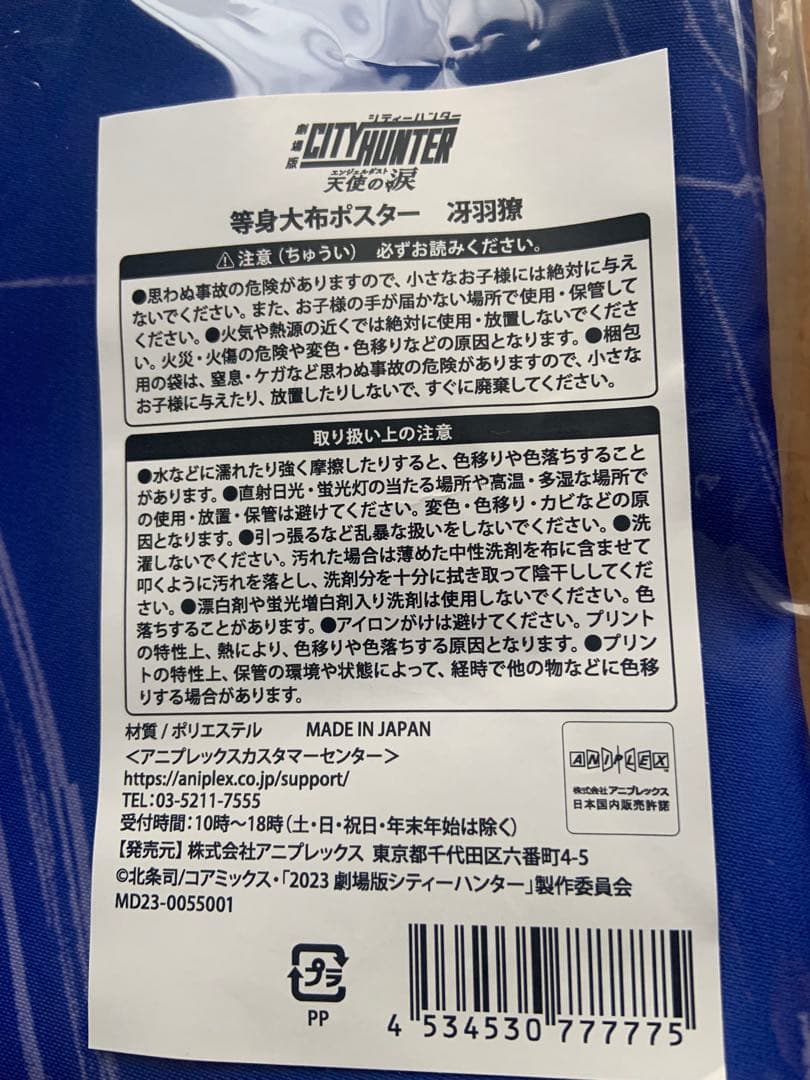 シティーハンター
劇場版 CITY HUNTER
エンジェルダスト
天使の涙
等身大布ポスター 冴羽獠
⚠注意(ちゅうい) 必ずお読みください。
●思わぬ事故の危険がありますので、小さなお子様には絶対に与え
ないでください。また、お子様の手が届かない場所で使用・保管して
ください。●火気や熱源の近くでは絶対に使用・放置しないでくださ
い。火災・火傷の危険や変色・色移りなどの原因となります。●梱包
用の袋は、窒息・ケガなど思わぬ事故の危険がありますので、小さな
お子様に与えたり、放置したりしないで、すぐに廃棄してください。
取り扱い上の注意
●水などに濡れたり強く摩擦したりすると、色移りや色落ちすること
があります。●直射日光・蛍光灯の当たる場所や高温・多湿な場所で
の使用・放置・保管は避けてください。変色・色移り・カビなどの原
因となります。●引っ張るなど乱暴な扱いをしないでください。●洗
濯しないでください。汚れた場合は薄めた中性洗剤を布に含ませて
叩くように汚れを落とし、洗剤分を十分に拭き取って陰干ししてくだ
さい。●漂白剤や蛍光増白剤入り洗剤は使用しないでください。色
落ちすることがあります。●アイロンがけは避けてください。プリント
の特性上、熱により、色移りや色落ちする原因となります。●プリン
トの特性上、保管の環境や状態によって、経時で他の物などに色移
りする場合があります。
材質/ポリエステル MADE IN JAPAN
<アニプレックスカスタマーセンター>
https://aniplex.co.jp/support/
TEL:03-5211-7555
受付時間:10時〜18時(土・日・祝日・年末年始は除く)
【発売元】株式会社アニプレックス 東京都千代田区六番町4-5
©北条司/コアミックス・「2023 劇場版シティーハンター」製作委員会
MD23-0055001
ANIPLEX
株式会社アニプレックス
日本国内販売許諾
プラ
PP
4 534530 777775